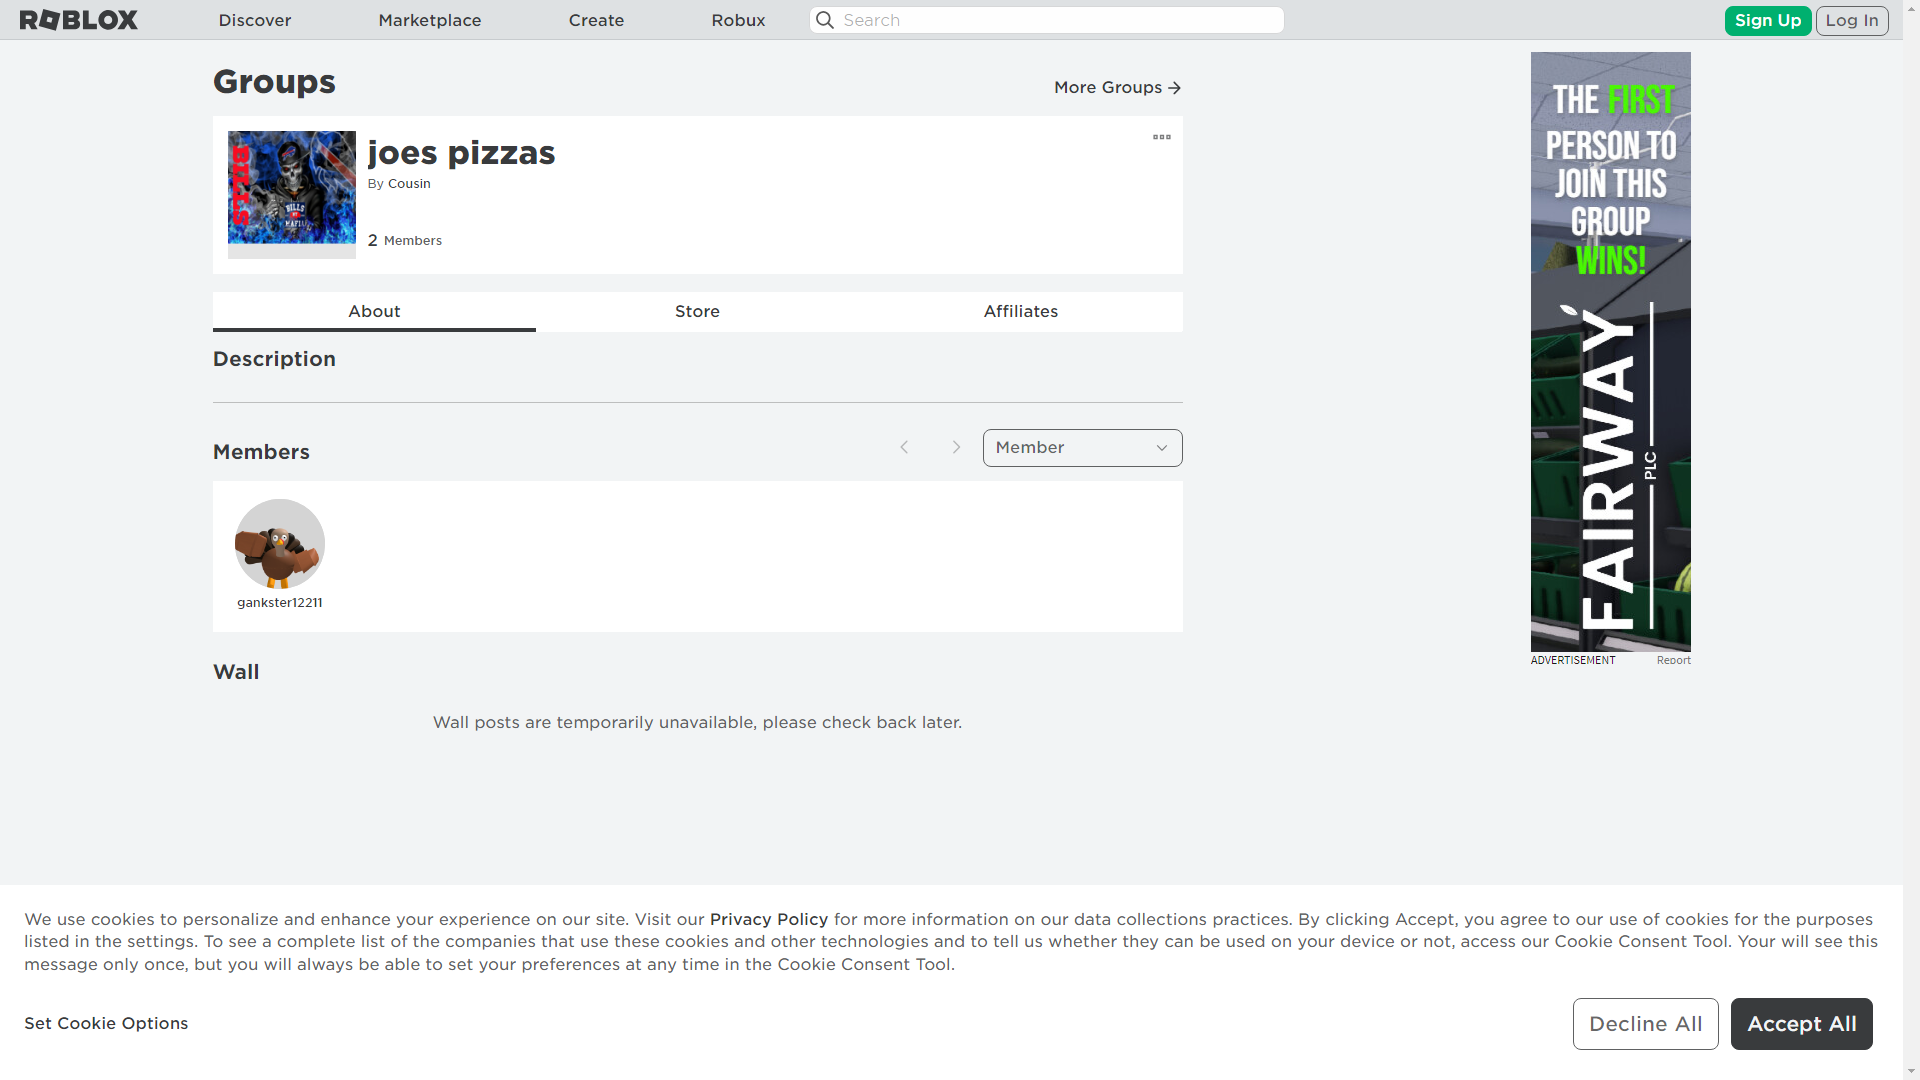 ROBLOX
Discover
Marketplace
Create
Robux
Search
Sign Up
Log In
Groups
More Groups
BILLS
BILLS
MAFIA
joes pizzas
By Cousin
2 Members
About
Store
Affiliates
Description
Members
Member
gankster12211
Wall
Wall posts are temporarily unavailable, please check back later.
THE FIRST
PERSON TO
JOIN THIS
GROUP
WINS!
FAIRWAY
PLC
ADVERTISEMENT
Report
We use cookies to personalize and enhance your experience on our site. Visit our Privacy Policy for more information on our data collections practices. By clicking Accept, you agree to our use of cookies for the purposes
listed in the settings. To see a complete list of the companies that use these cookies and other technologies and to tell us whether they can be used on your device or not, access our Cookie Consent Tool. Your will see this
message only once, but you will always be able to set your preferences at any time in the Cookie Consent Tool.
Set Cookie Options
Decline All
Accept All